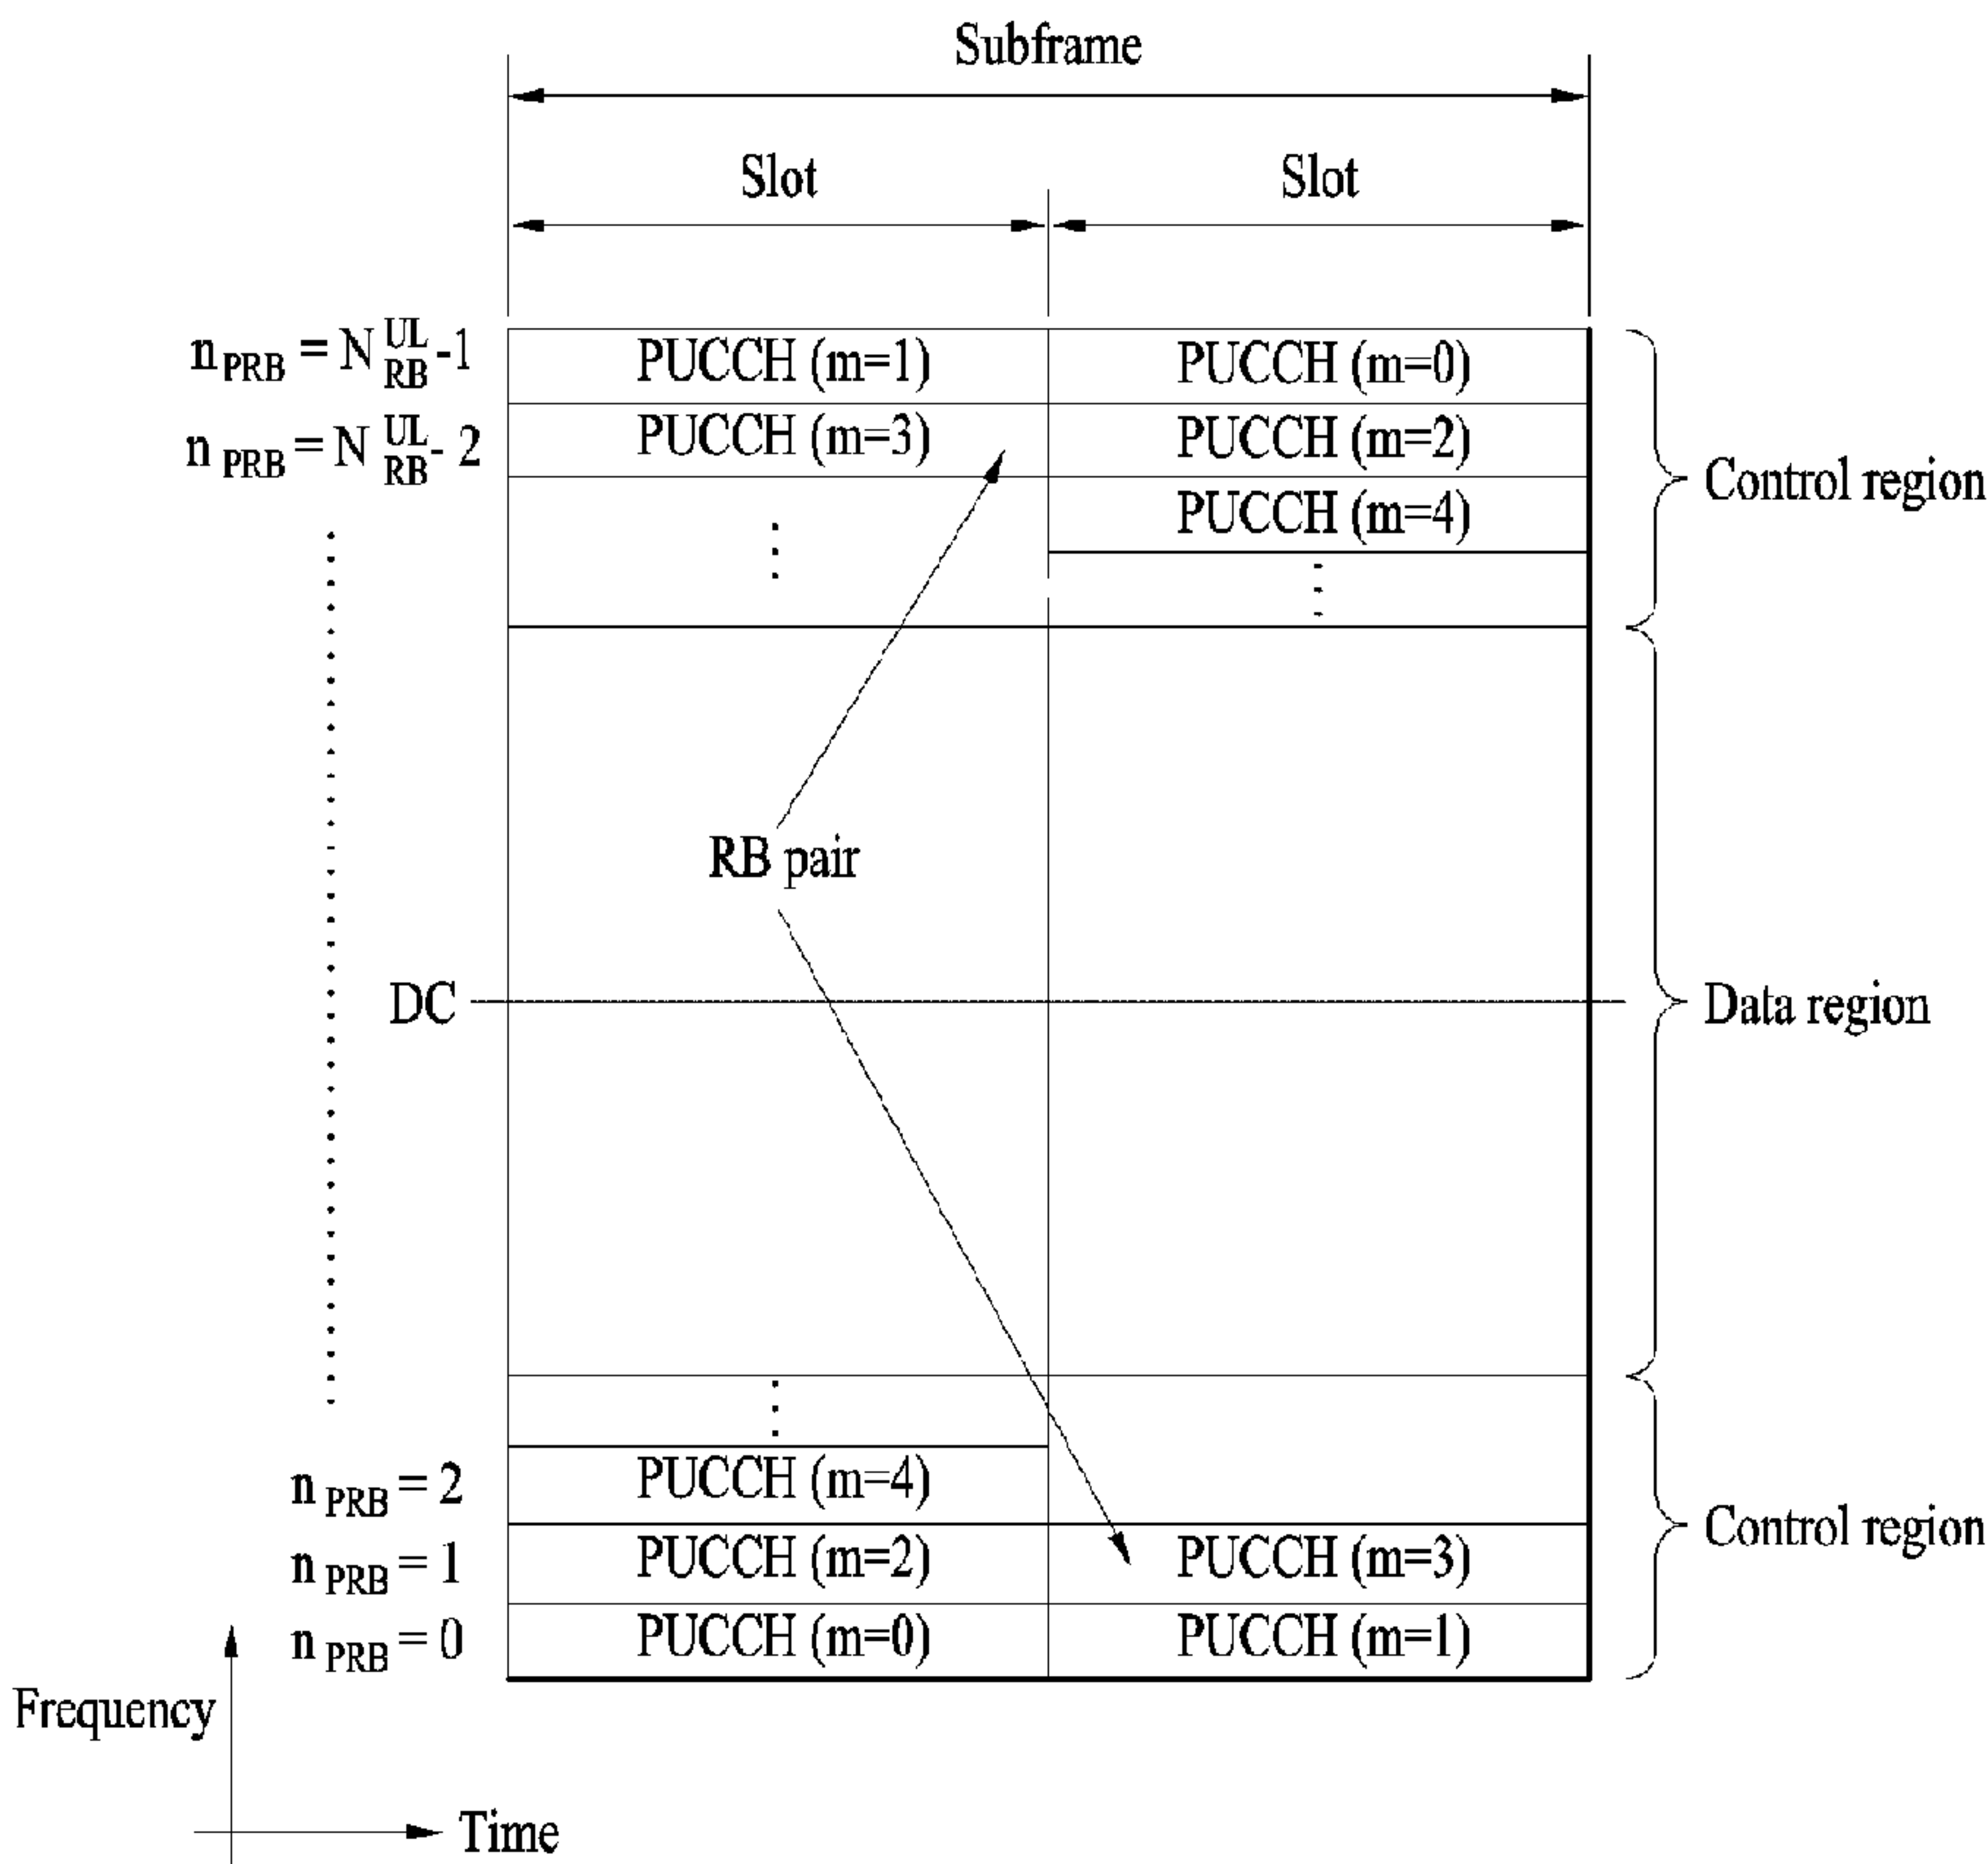 Subframe
Slot Slot
n PRB = N UL RB -1 PUCCH (m=1) PUCCH (m=0)
n PRB = N UL RB - 2 PUCCH (m=3) PUCCH (m=2)
Control region
PUCCH (m=4)
RB pair
DC
Data region
n PRB = 2 PUCCH (m=4)
Control region
n PRB = 1 PUCCH (m=2) PUCCH (m=3)
n PRB = 0 PUCCH (m=0) PUCCH (m=1)
Frequency
Time